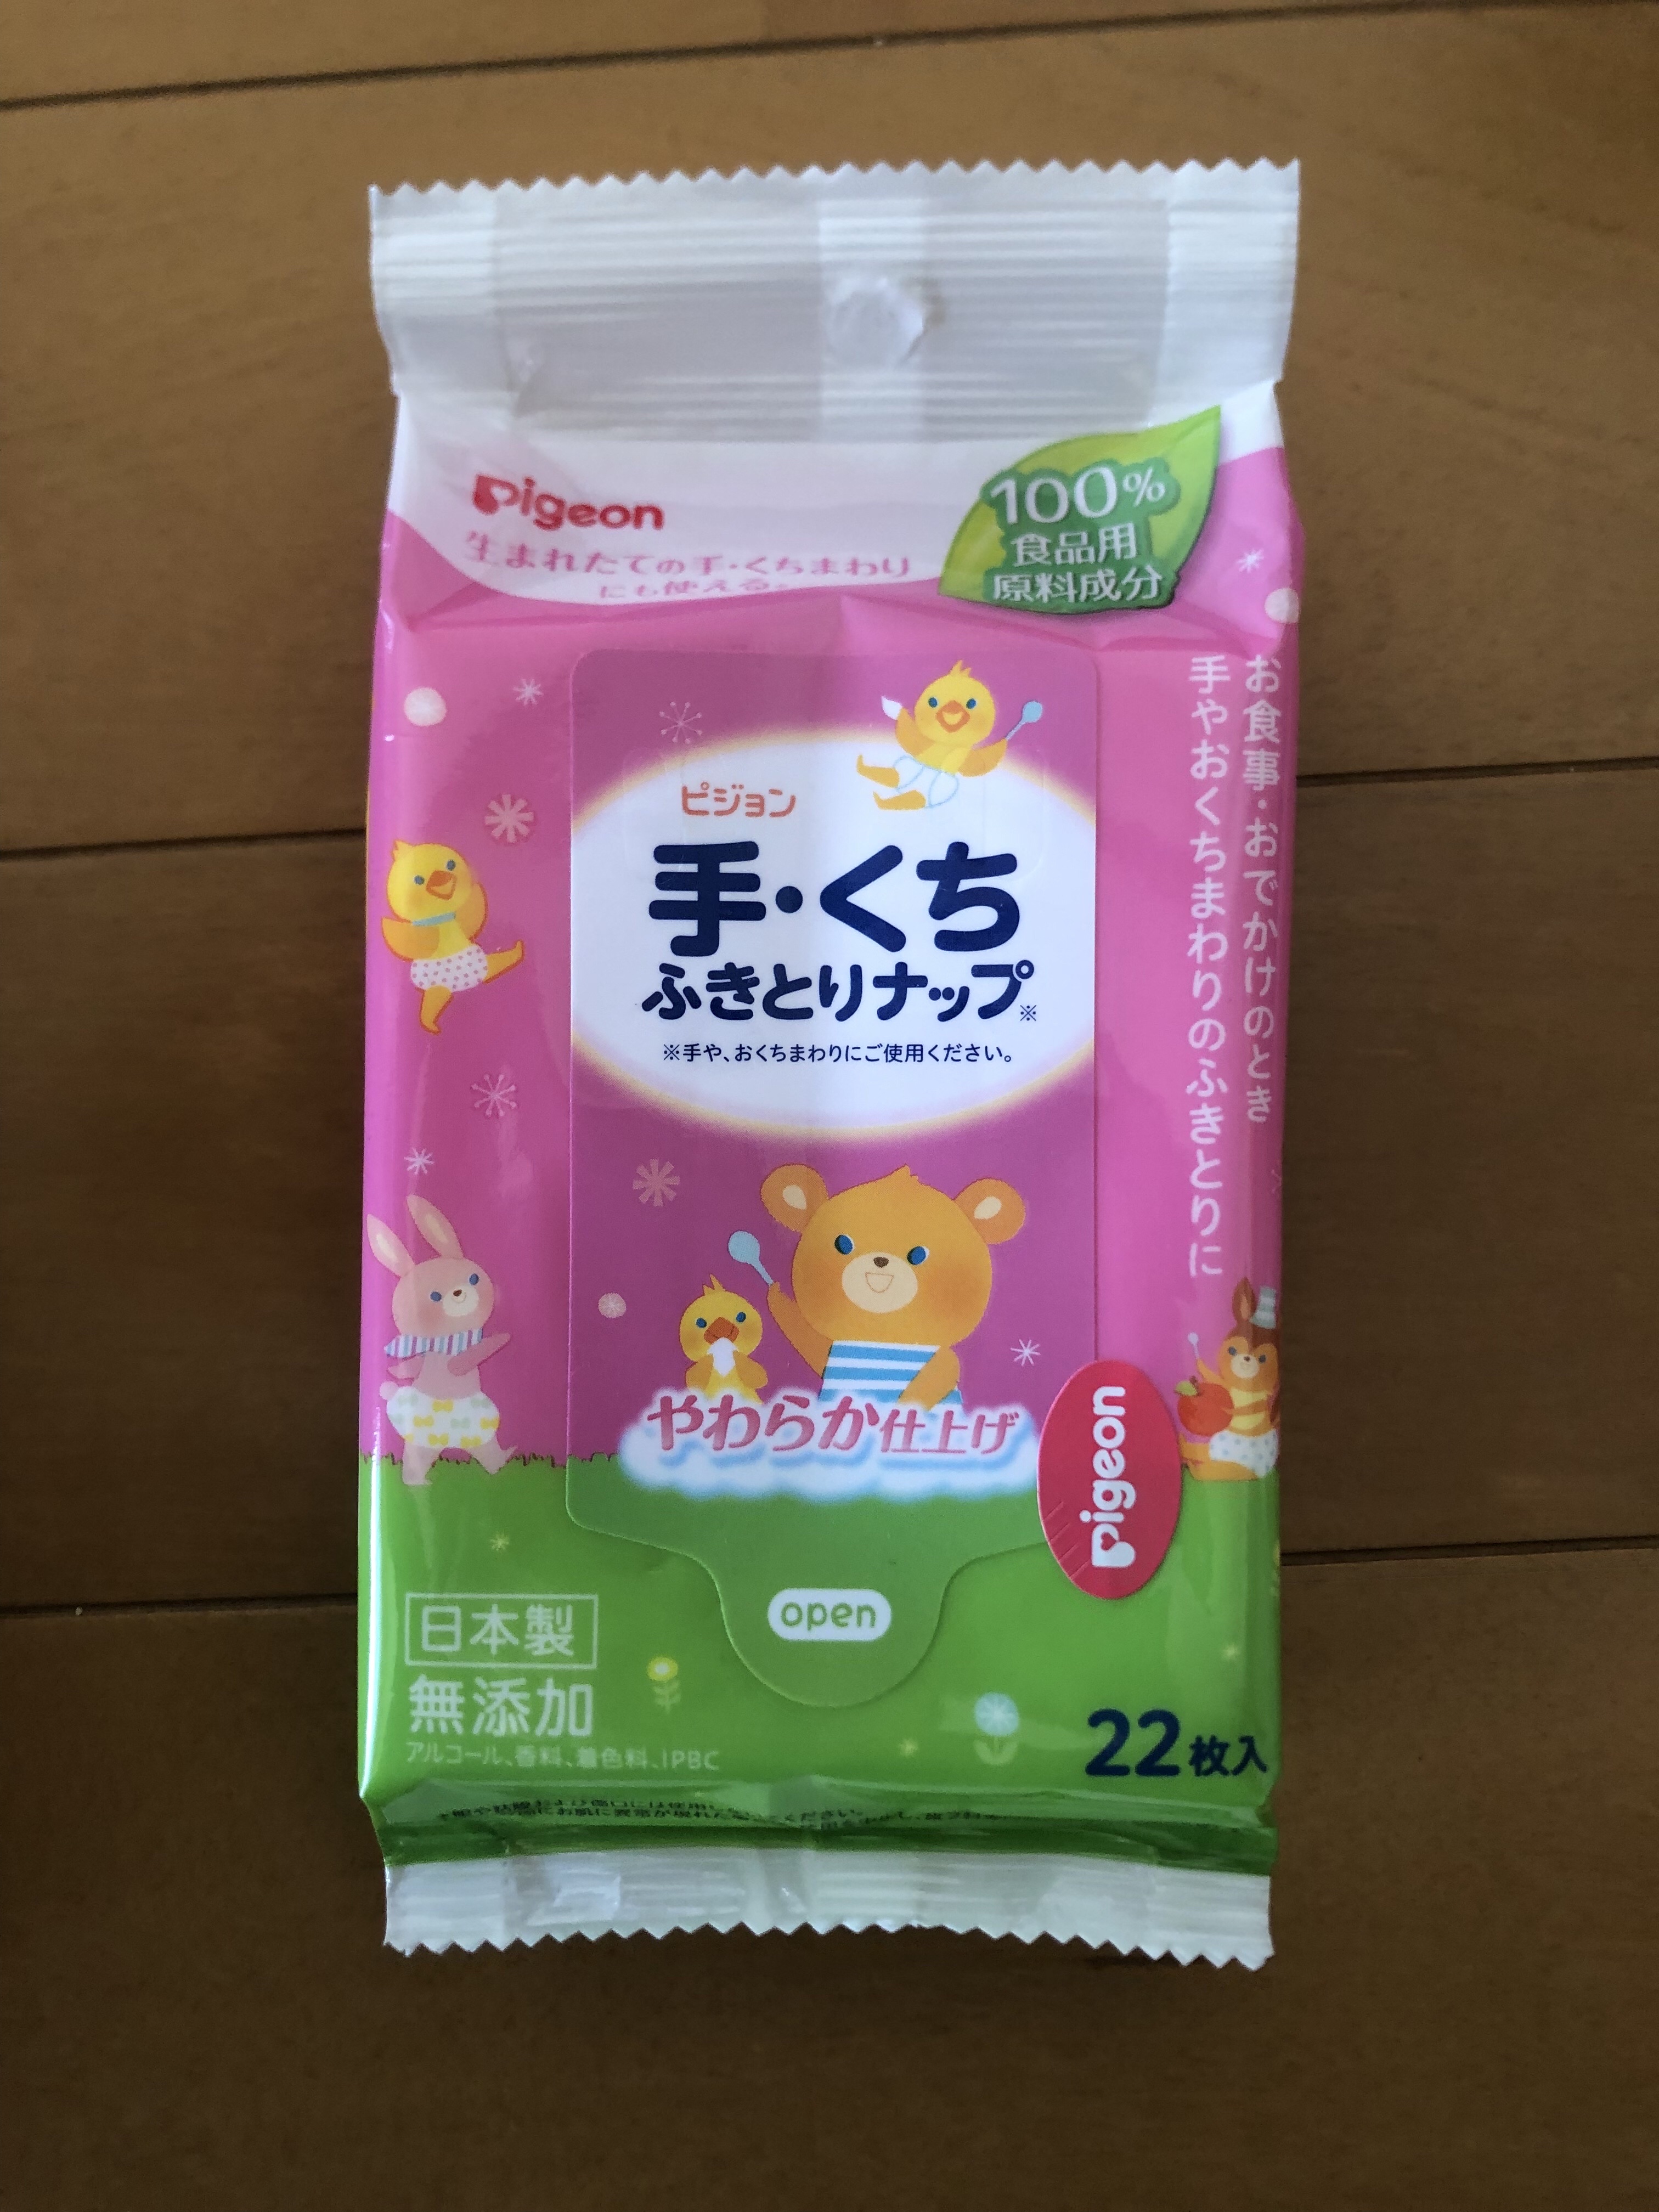 Pigeon
生まれたての手・くちまわり
にも使える。
100%
食品用
原料成分
お食事・おでかけのとき
手やおくちまわりのふきとりに
ピジョン
手・くち
ふきとりナップ※
※手や、おくちまわりにご使用ください。
やわらか仕上げ
Pigeon
open
日本製
無添加
アルコール、香料、着色料、IPBC
22枚入